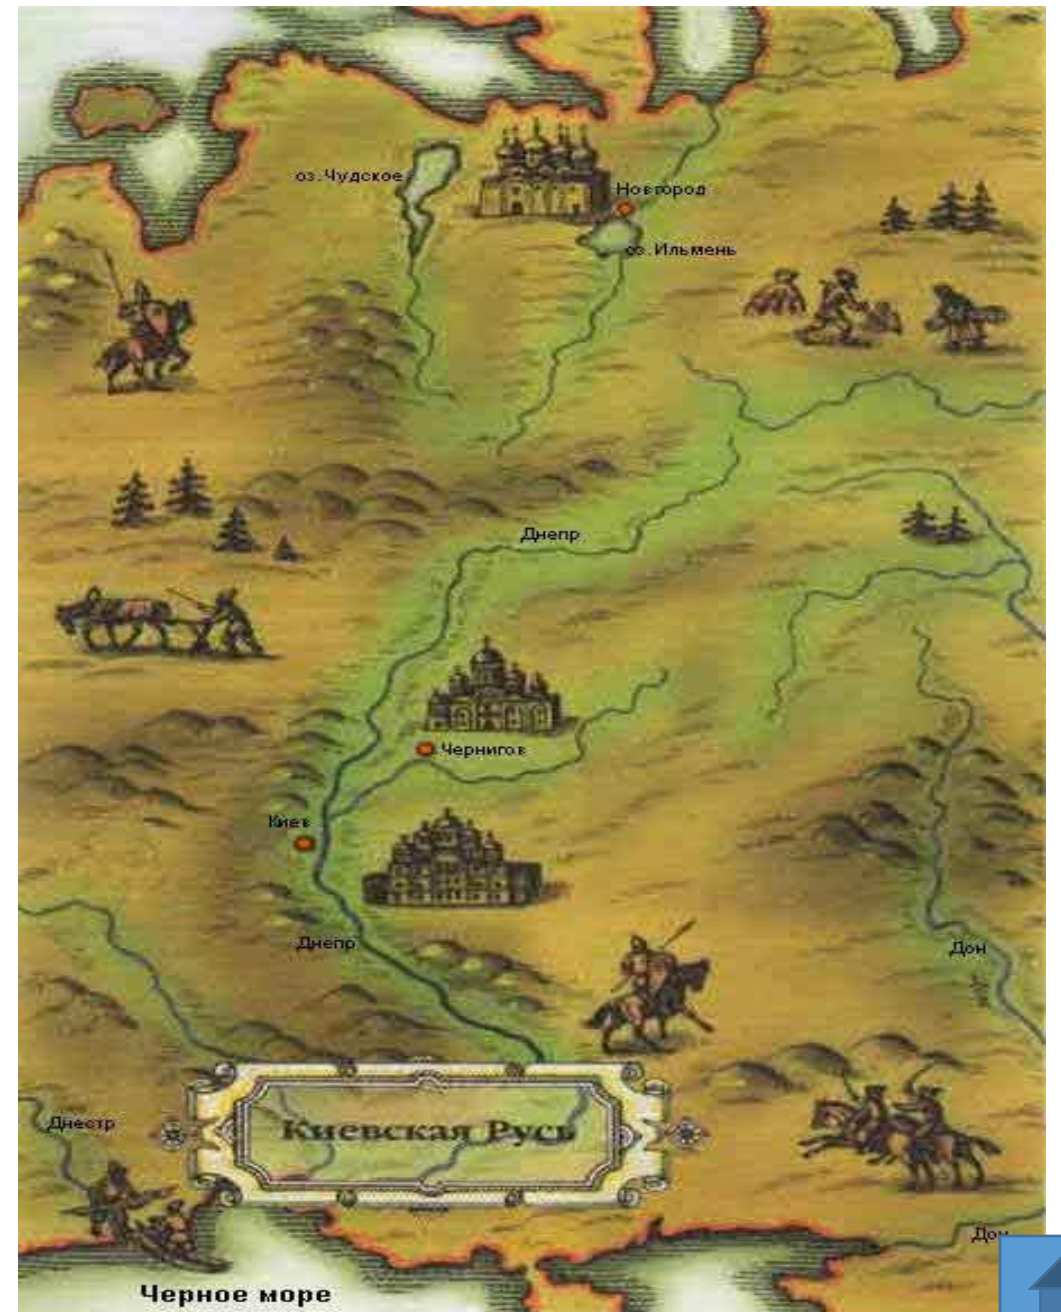 оз. Чудское
Новгород
оз. Ильмень
Днепр
Чернигов
Киев
Днепр
Дон
Киевская Русь
Днестр
Дон
Черное море